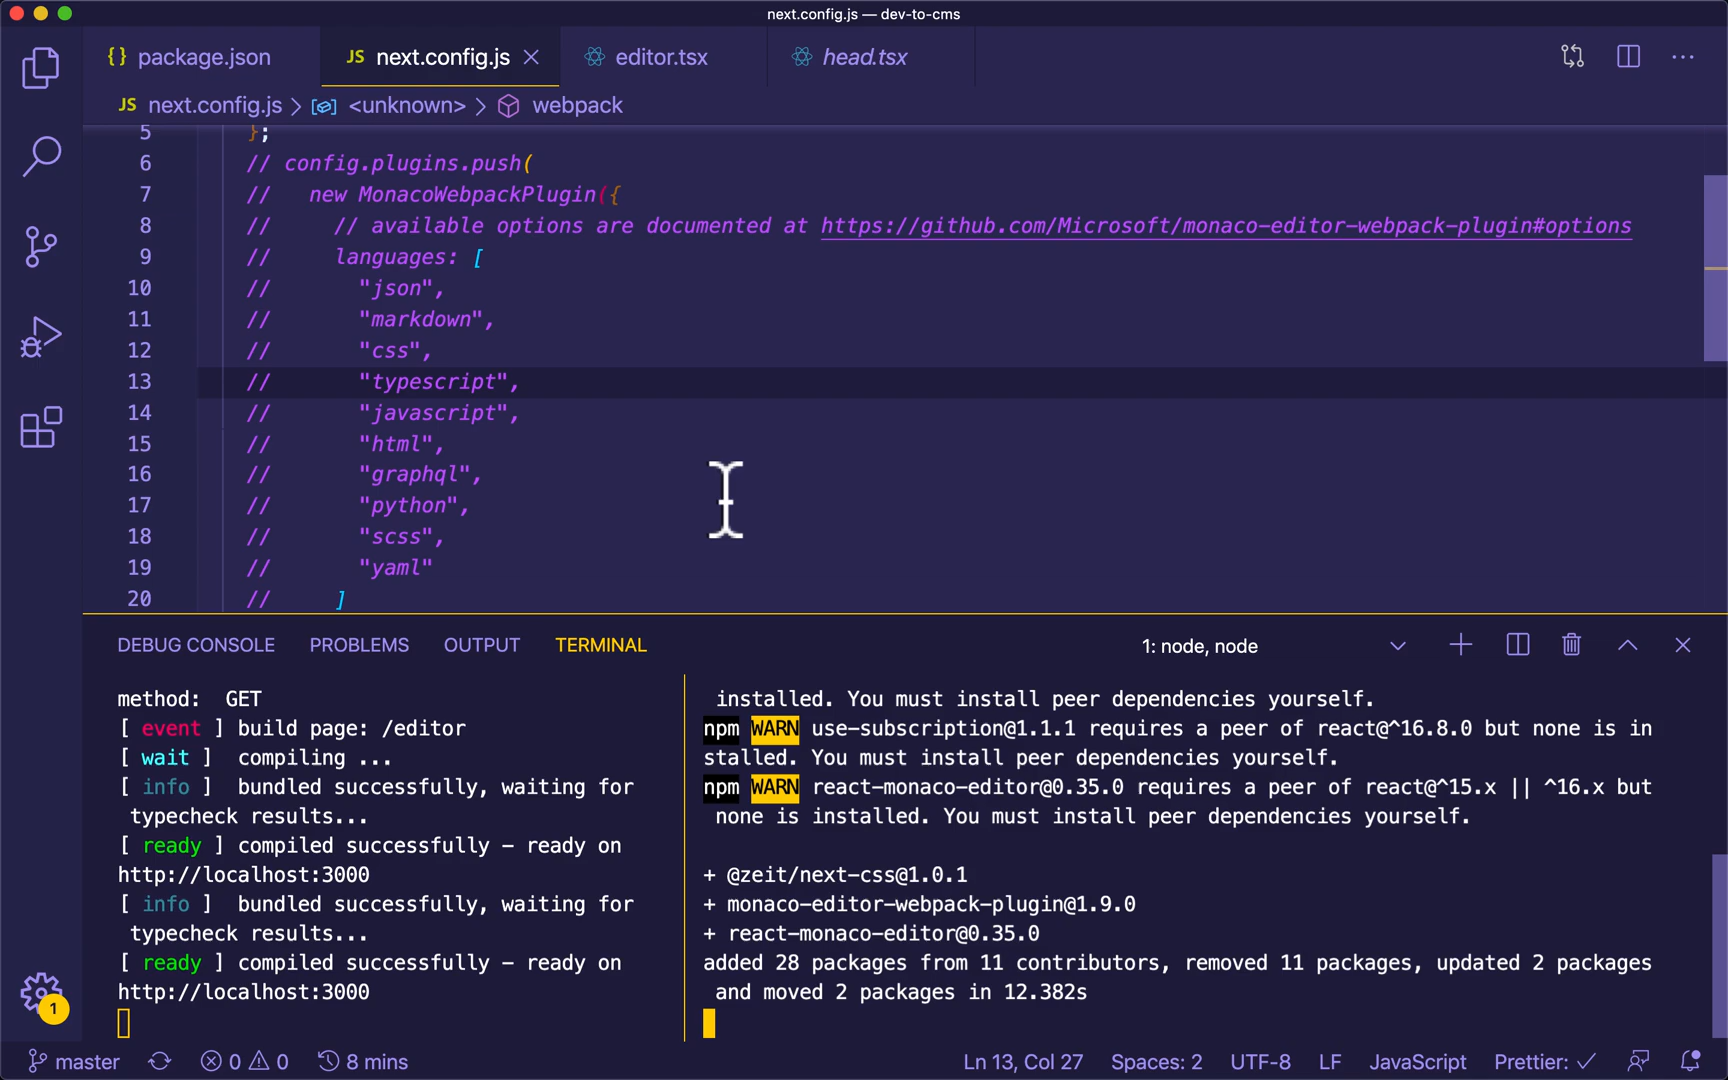 next.config.js — dev-to-cms
{} package.json
JS next.config.js
editor.tsx
head.tsx
JS next.config.js > <unknown> > webpack
5 };
6 // config.plugins.push(
7 //   new MonacoWebpackPlugin({
8 //     // available options are documented at https://github.com/Microsoft/monaco-editor-webpack-plugin#options
9 //     languages: [
10 //       "json",
11 //       "markdown",
12 //       "css",
13 //       "typescript",
14 //       "javascript",
15 //       "html",
16 //       "graphql",
17 //       "python",
18 //       "scss",
19 //       "yaml"
20 //     ]
DEBUG CONSOLE PROBLEMS OUTPUT TERMINAL 1: node, node
method:  GET
[ event ] build page: /editor
[ wait ]  compiling ...
[ info ]  bundled successfully, waiting for
typecheck results...
[ ready ] compiled successfully - ready on
http://localhost:3000
[ info ]  bundled successfully, waiting for
typecheck results...
[ ready ] compiled successfully - ready on
http://localhost:3000
installed. You must install peer dependencies yourself.
npm WARN use-subscription@1.1.1 requires a peer of react@^16.8.0 but none is in
stalled. You must install peer dependencies yourself.
npm WARN react-monaco-editor@0.35.0 requires a peer of react@^15.x || ^16.x but
none is installed. You must install peer dependencies yourself.
+ @zeit/next-css@1.0.1
+ monaco-editor-webpack-plugin@1.9.0
+ react-monaco-editor@0.35.0
added 28 packages from 11 contributors, removed 11 packages, updated 2 packages
and moved 2 packages in 12.382s
1
master 0 0 8 mins Ln 13, Col 27 Spaces: 2 UTF-8 LF JavaScript Prettier: ✓